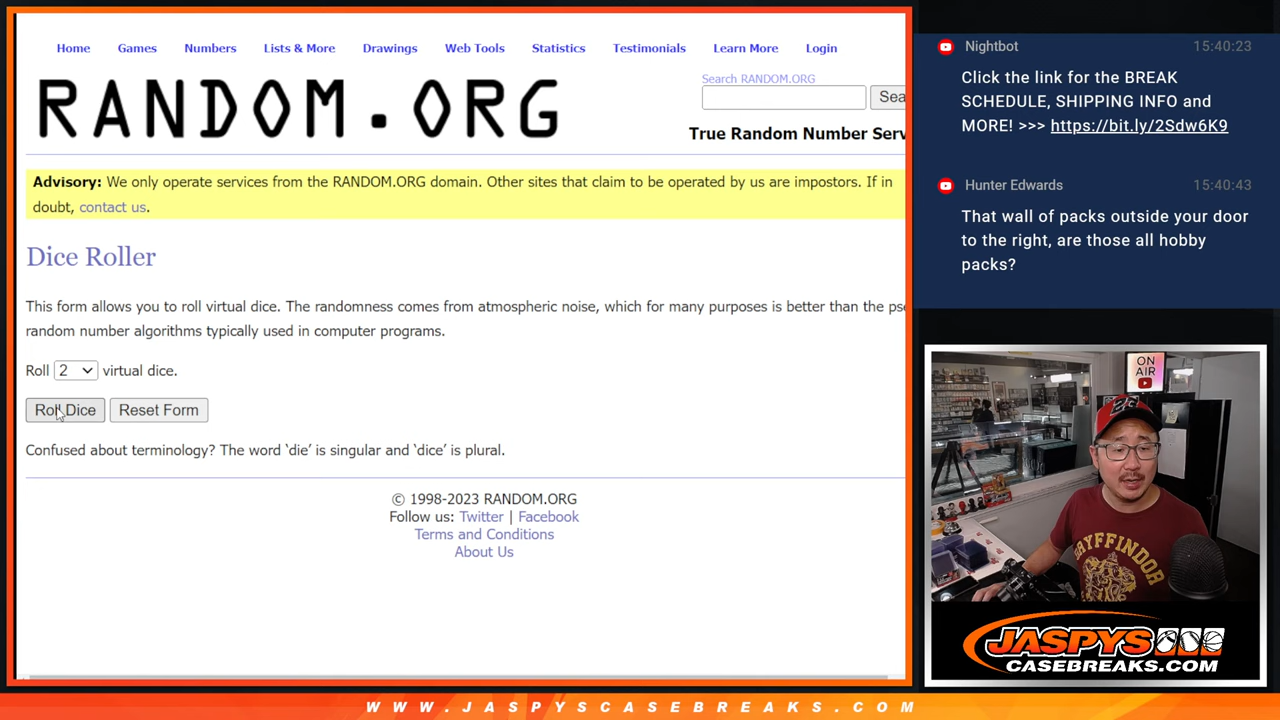 Home Games Numbers Lists & More Drawings Web Tools Statistics Testimonials Learn More Login
RANDOM.ORG
Search RANDOM.ORG
Sea
True Random Number Serv
Advisory: We only operate services from the RANDOM.ORG domain. Other sites that claim to be operated by us are impostors. If in
doubt, contact us.
Dice Roller
This form allows you to roll virtual dice. The randomness comes from atmospheric noise, which for many purposes is better than the pse
random number algorithms typically used in computer programs.
Roll 2 virtual dice.
Roll Dice Reset Form
Confused about terminology? The word ‘die’ is singular and ‘dice’ is plural.
© 1998-2023 RANDOM.ORG
Follow us: Twitter | Facebook
Terms and Conditions
About Us
Nightbot 15:40:23
Click the link for the BREAK
SCHEDULE, SHIPPING INFO and
MORE! >>> https://bit.ly/2Sdw6K9
Hunter Edwards 15:40:43
That wall of packs outside your door
to the right, are those all hobby
packs?
ON
AIR
GRYFFINDOR
JASPYS
CASEBREAKS.COM
WWW.JASPYSCASEBREAKS.COM